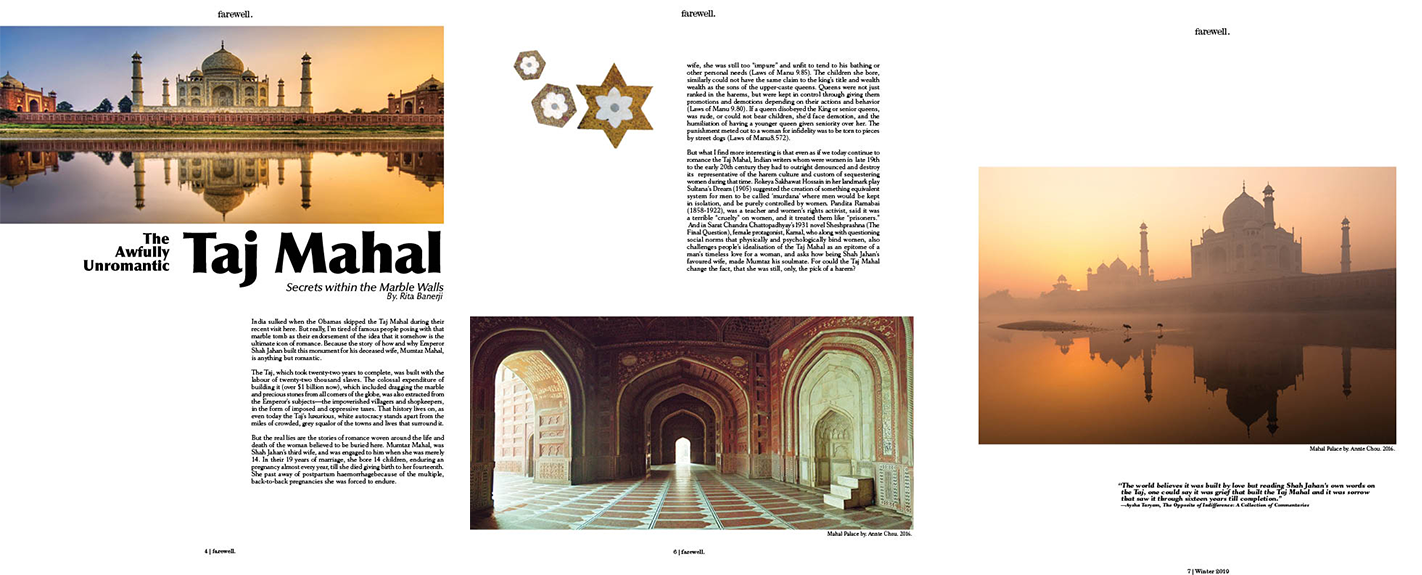 farewell.
The
Awfully
Unromantic
Taj Mahal
Secrets within the Marble Walls
By. Rita Banerji
India sulked when the Obamas skipped the Taj Mahal during their
recent visit here. But really, I'm tired of famous people posing with that
marble tomb as their endorsement of the idea that it somehow is the
ultimate icon of romance. Because the story of how and why Emperor
Shah Jahan built this monument for his deceased wife, Mumtaz Mahal,
is anything but romantic.
The Taj, which took twenty-two years to complete, was built with the
labour of twenty-two thousand slaves. The colossal expenditure of
building it (over $1 billion now), which included dragging the marble
and precious stones from all corners of the globe, was also extracted from
the Emperor's subjects—the impoverished villagers and shopkeepers,
in the form of imposed and oppressive taxes. That history lives on, as
even today the Taj's luxurious, white autocracy stands apart from the
miles of crowded, grey squalor of the towns and lives that surround it.
But the real lies are the stories of romance woven around the life and
death of the woman believed to be buried here. Mumtaz Mahal, was
Shah Jahan's third wife, and was engaged to him when she was merely
14. In their 19 years of marriage, she bore 14 children, enduring an
pregnancy almost every year, till she died giving birth to her fourteenth.
She past away of postpartum haemorrhagebecause of the multiple,
back-to-back pregnancies she was forced to endure.
4 | farewell.
farewell.
wife, she was still too "impure" and unfit to tend to his bathing or
other personal needs (Laws of Manu 9.85). The children she bore,
similarly could not have the same claim to the king's title and wealth
wealth as the sons of the upper-caste queens. Queens were not just
ranked in the harems, but were kept in control through giving them
promotions and demotions depending on their actions and behavior
(Laws of Manu 9.80). If a queen disobeyed the King or senior queens,
was rude, or could not bear children, she'd face demotion, and the
humiliation of having a younger queen given seniority over her. The
punishment meted out to a woman for infidelity was to be torn to pieces
by street dogs (Laws of Manu8.572).
But what I find more interesting is that even as if we today continue to
romance the Taj Mahal, Indian writers whom were women in late 19th
to the early 20th century they had to outright denounced and destroy
its representative of the harem culture and custom of sequestering
women during that time. Rokeya Sakhawat Hossain in her landmark play
Sultana's Dream (1905) suggested the creation of something equivalent
system for men to be called 'murdana' where men would be kept
in isolation, and be purely controlled by women. Pandita Ramabai
(1858-1922), was a teacher and women's rights activist, said it was
a terrible "cruelty" on women, and it treated them like "prisoners."
And in Sarat Chandra Chattopadhyay's 1931 novel Sheshprashna (The
Final Question), female protagonist, Kamal, who along with questioning
social norms that physically and psychologically bind women, also
challenges people's idealisation of the Taj Mahal as an epitome of a
man's timeless love for a woman, and asks how being Shah Jahan's
favoured wife, made Mumtaz his soulmate. For could the Taj Mahal
change the fact, that she was still, only, the pick of a harem?
Mahal Palace by. Annie Chou. 2016.
6 | farewell.
farewell.
Mahal Palace by. Annie Chou. 2016.
"The world believes it was built by love but reading Shah Jahan's own words on
the Taj, one could say it was grief that built the Taj Mahal and it was sorrow
that saw it through sixteen years till completion."
—Aysha Taryam, The Opposite of Indifference: A Collection of Commentaries
7 | Winter 2019